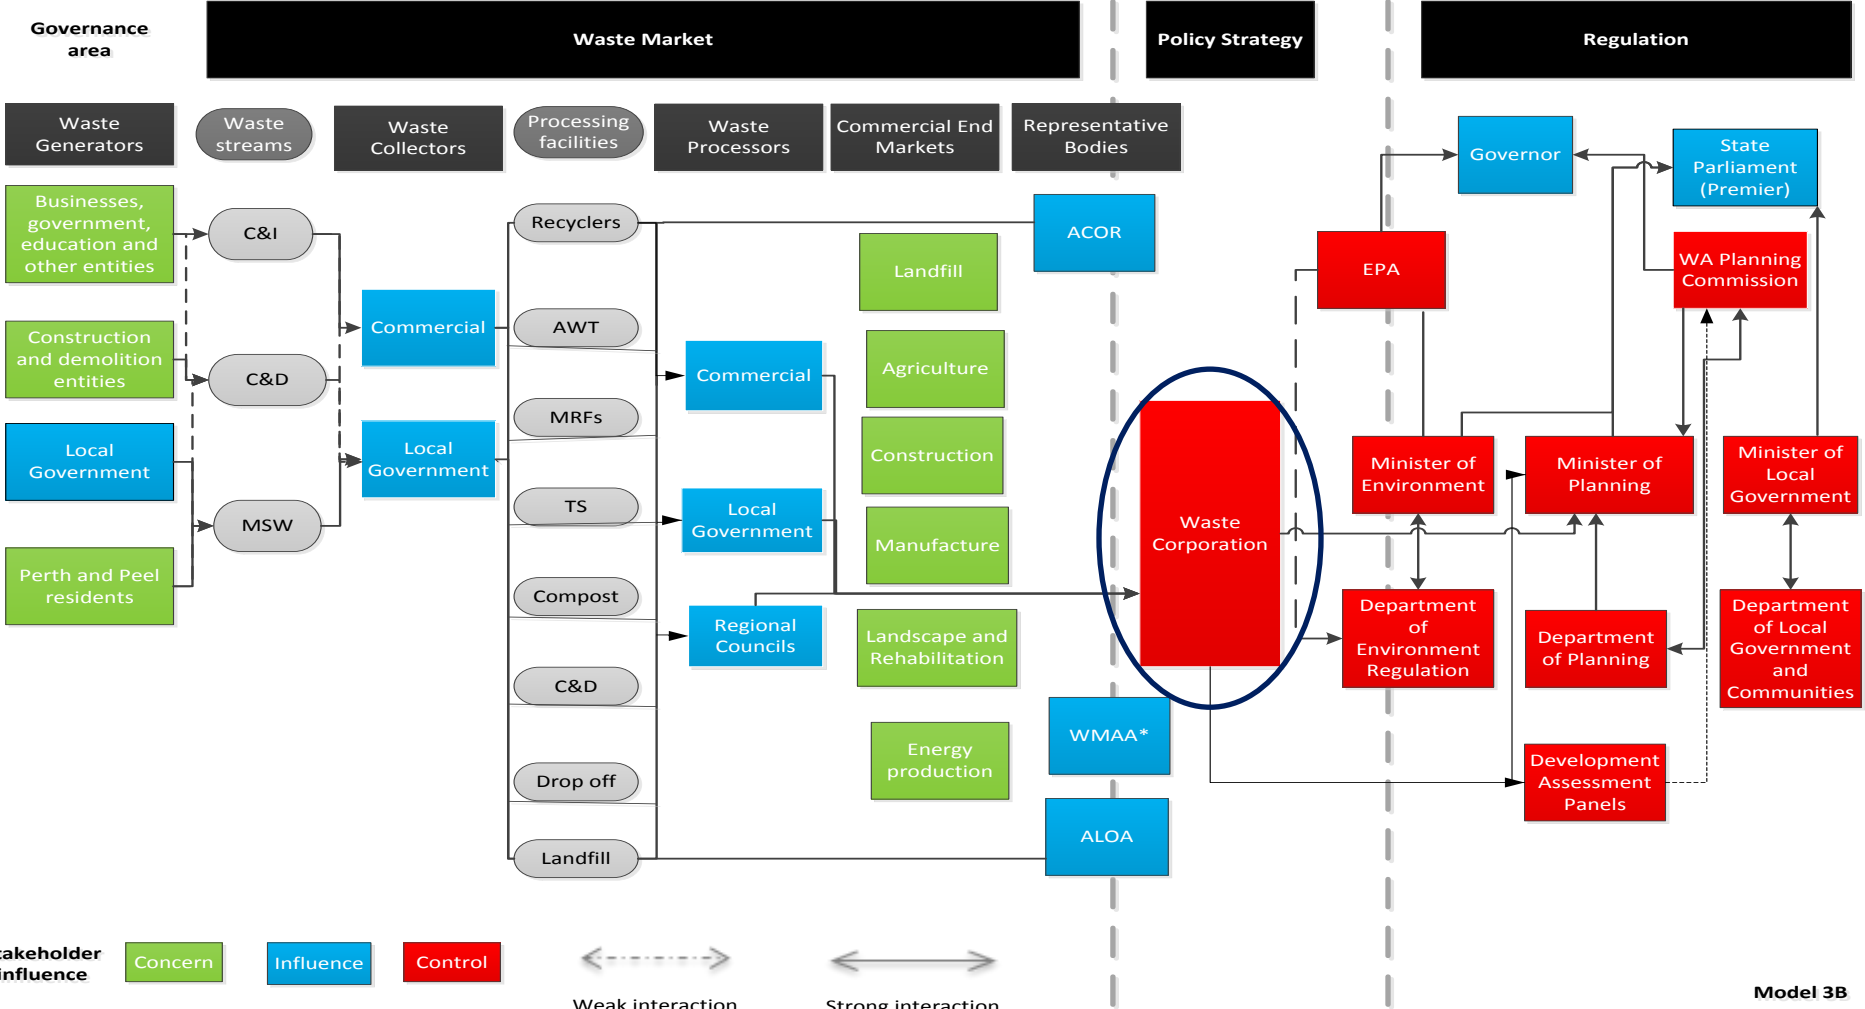 Governance
area
Waste Market
Policy Strategy
Regulation
Waste
Generators
Waste
streams
Waste
Collectors
Processing
facilities
Waste
Processors
Commercial End
Markets
Representative
Bodies
Businesses,
government,
education and
other entities
Construction
and demolition
entities
Local
Government
Perth and Peel
residents
C&I
C&D
MSW
Commercial
Local
Government
Recyclers
AWT
MRFs
TS
Compost
C&D
Drop off
Landfill
Commercial
Local
Government
Regional
Councils
Landfill
Agriculture
Construction
Manufacture
Landscape and
Rehabilitation
Energy
production
ACOR
WMAA*
ALOA
Waste
Corporation
Governor
State
Parliament
(Premier)
EPA
WA Planning
Commission
Minister of
Environment
Minister of
Planning
Minister of
Local
Government
Department
of
Environment
Regulation
Department
of Planning
Department
of Local
Government
and
Communities
Development
Assessment
Panels
takeholder
influence
Concern
Influence
Control
Weak interaction
Strong interaction
Model 3B